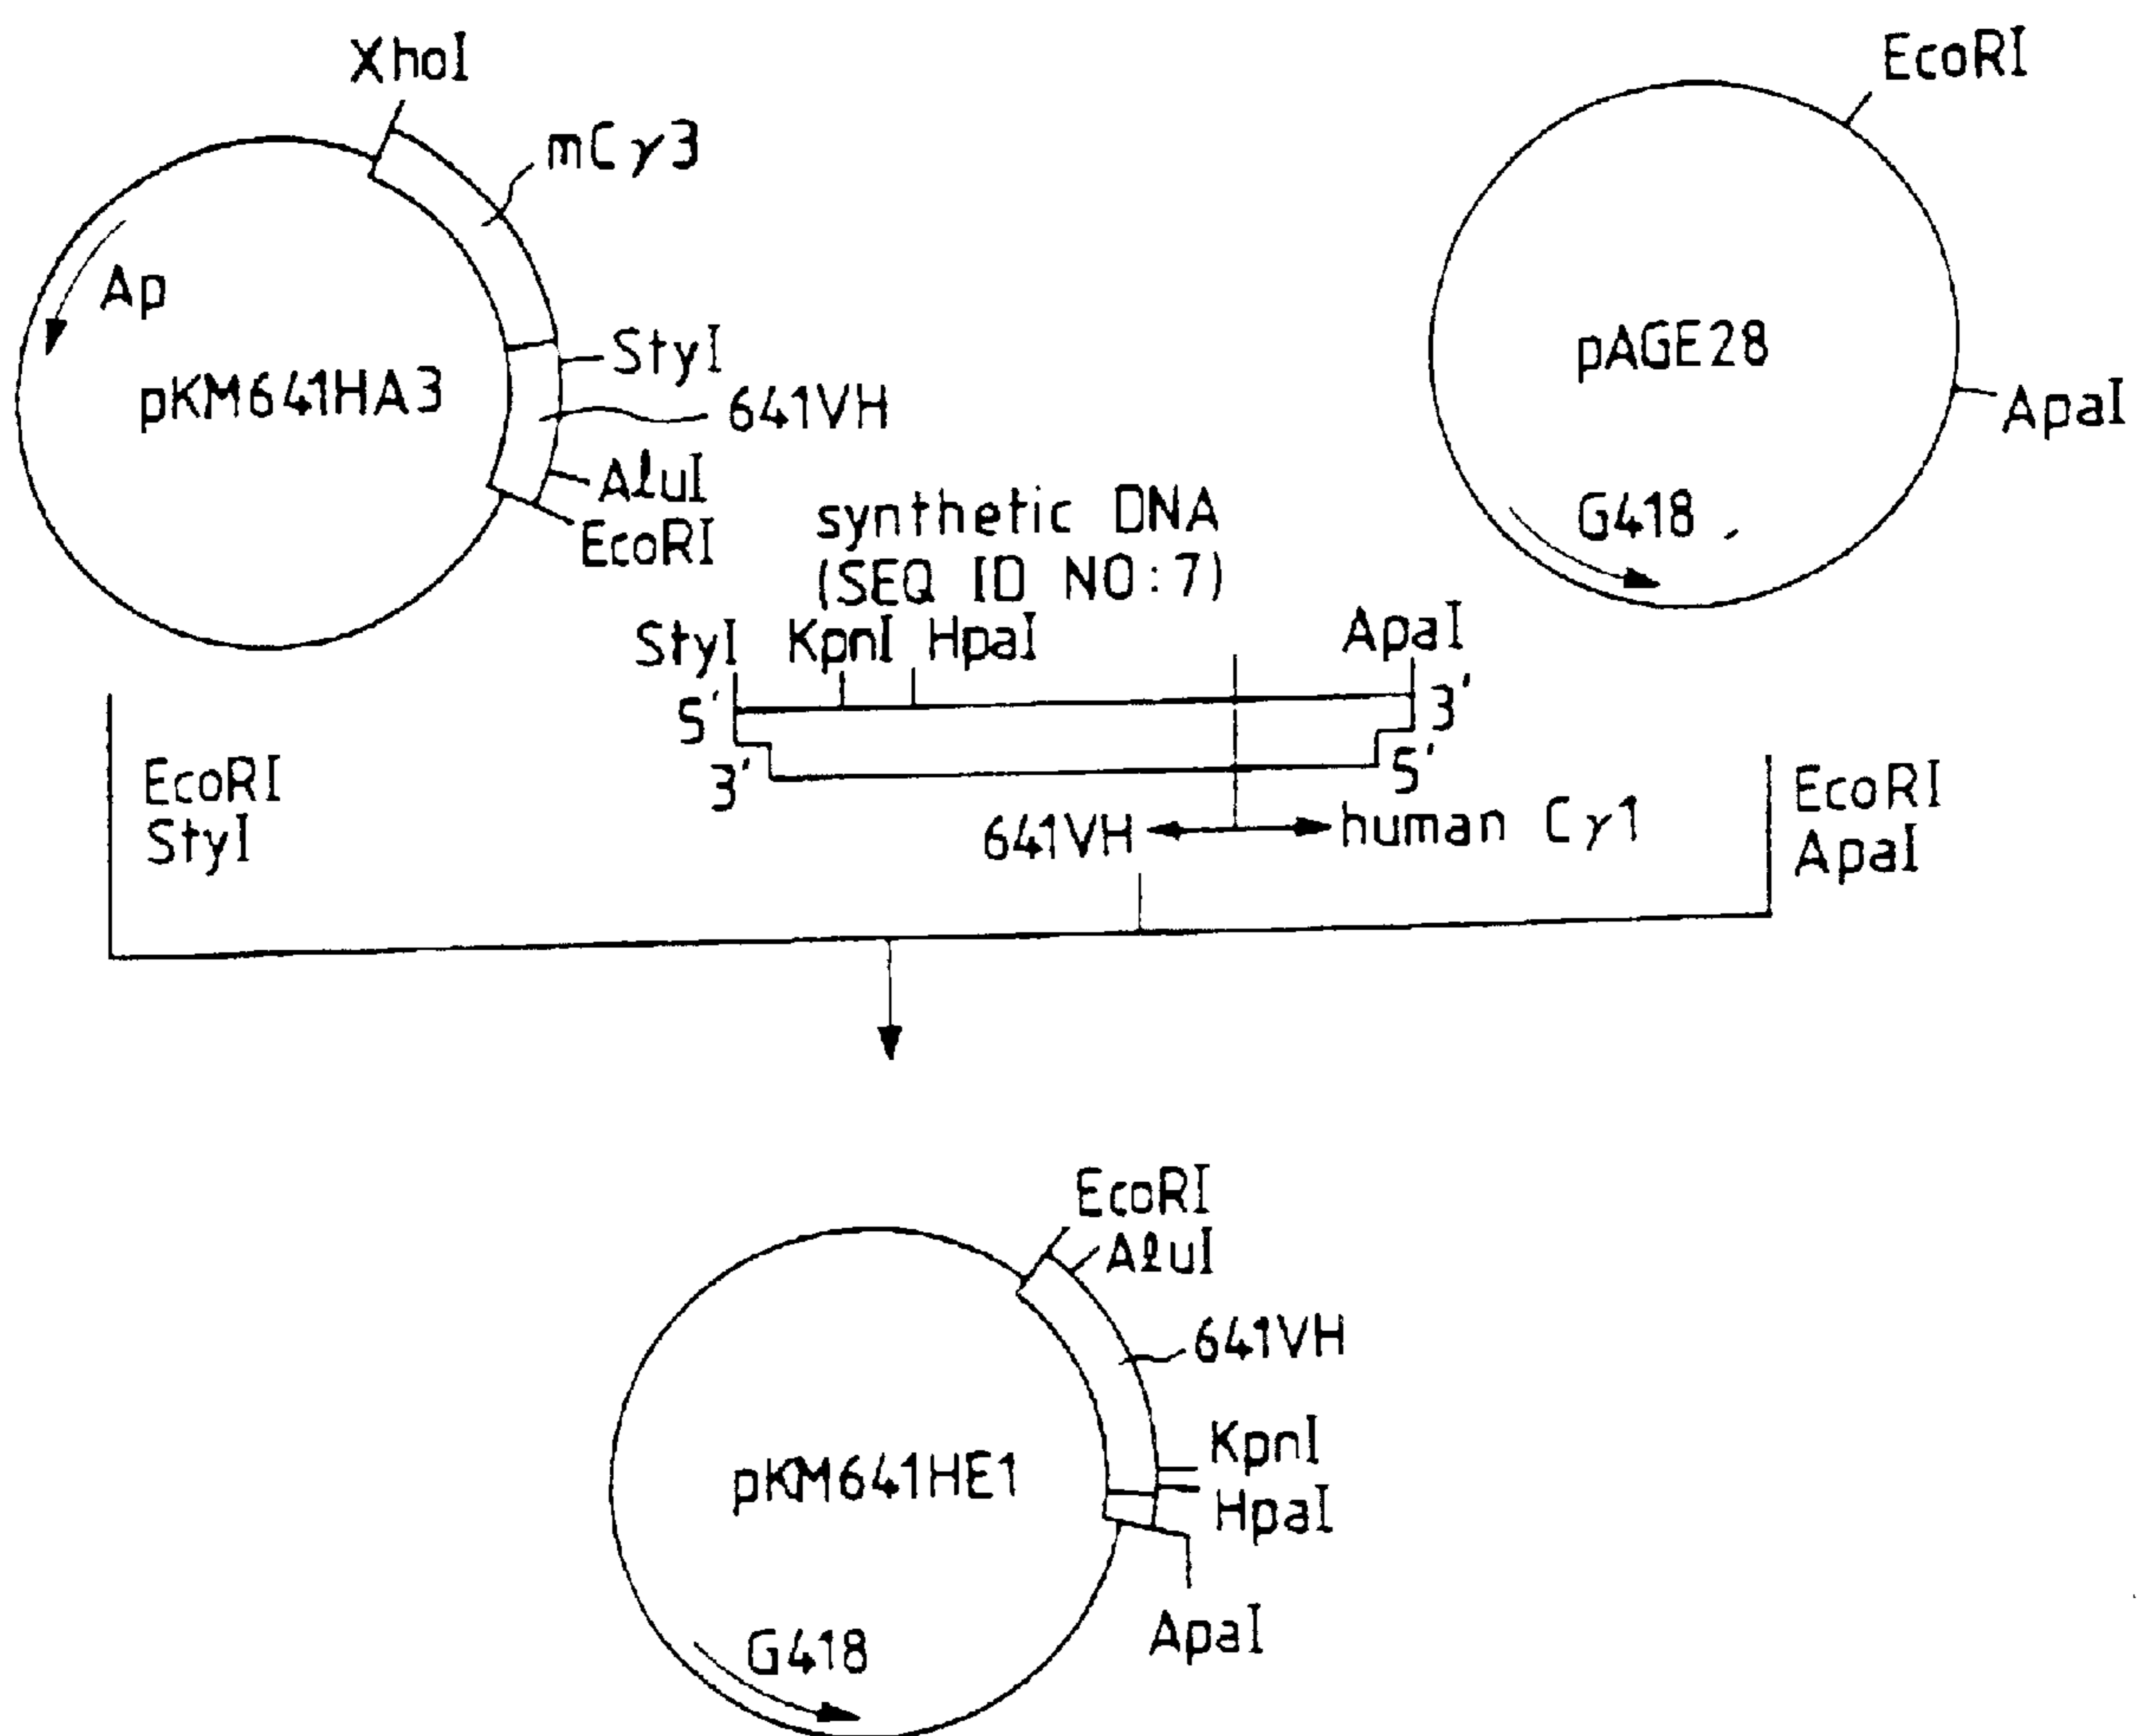 XhoI
mCγ3
Ap
pKM641HA3
StyI
641VH
AluI
EcoRI
EcoRI
pAGE28
ApaI
G418
synthetic DNA
(SEQ ID NO:7)
StyI KpnI HpaI ApaI
5' 3'
3' 5'
641VH human Cγ1
EcoRI
StyI
EcoRI
ApaI
EcoRI
AluI
641VH
pKM641HE1
KpnI
HpaI
ApaI
G418